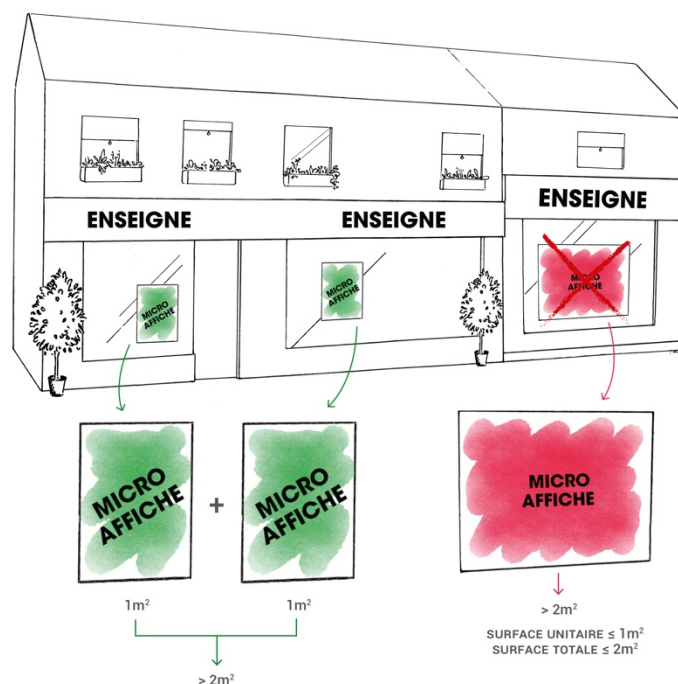 ENSEIGNE
ENSEIGNE
ENSEIGNE
MICRO
AFFICHE
MICRO
AFFICHE
MICRO
AFFICHE
MICRO
AFFICHE
+
MICRO
AFFICHE
MICRO
AFFICHE
1m²
1m²
> 2m²
> 2m²
SURFACE UNITAIRE ≤ 1m²
SURFACE TOTALE ≤ 2m²